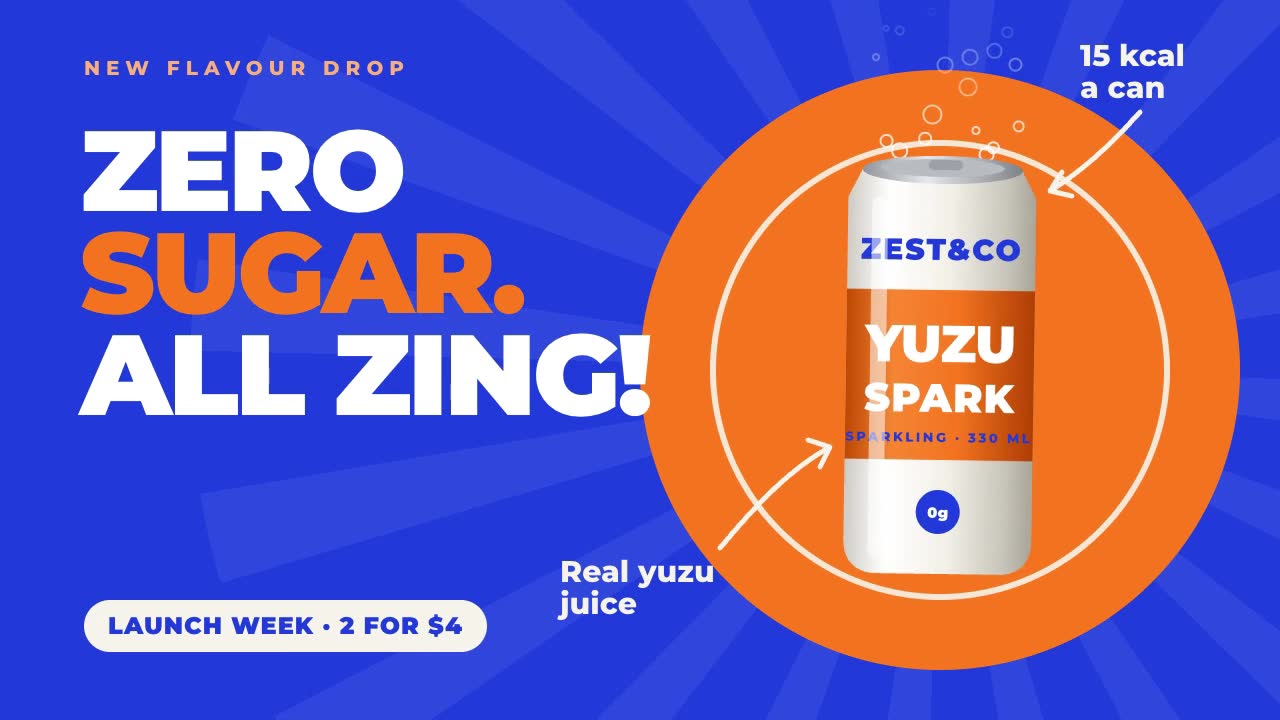 NEW FLAVOUR DROP
ZERO
SUGAR.
ALL ZING!
LAUNCH WEEK · 2 FOR $4
15 kcal
a can
ZEST&CO
YUZU
SPARK
SPARKLING · 330 ML
0g
Real yuzu
juice